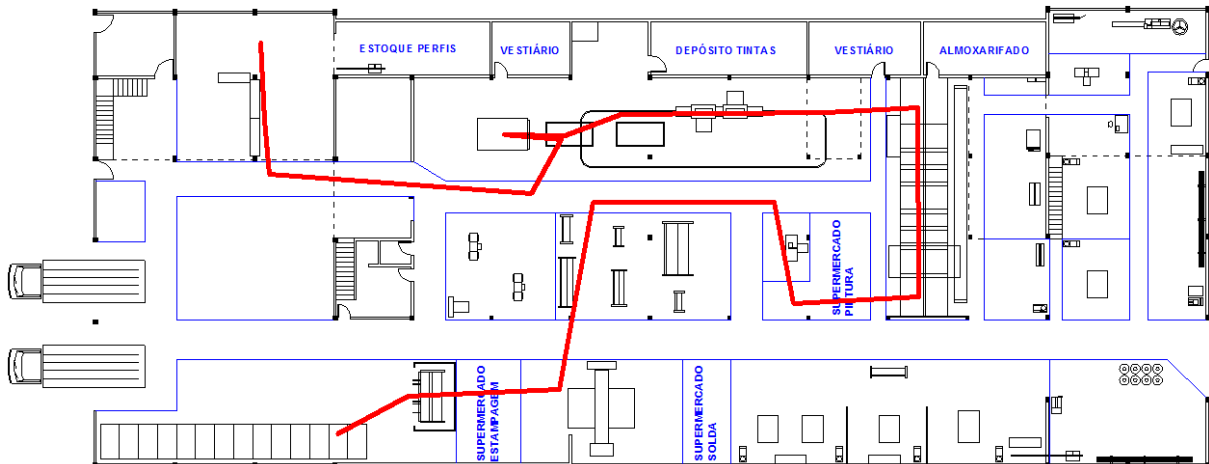 ESTOQUE PERFIS
VESTIÁRIO
DEPÓSITO TINTAS
VESTIÁRIO
ALMOXARIFADO
SUPERMERCADO
PINTURA
SUPERMERCADO
ESTAMPAGEM
SUPERMERCADO
SOLDA